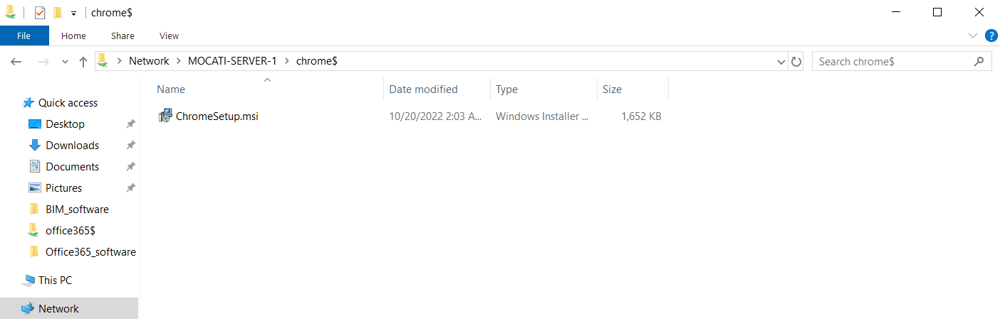 chrome$
File Home Share View
Network MOCATI-SERVER-1 chrome$ Search chrome$
Name Date modified Type Size
ChromeSetup.msi 10/20/2022 2:03 A... Windows Installer ... 1,652 KB
Quick access
Desktop
Downloads
Documents
Pictures
BIM_software
office365$
Office365_software
This PC
Network